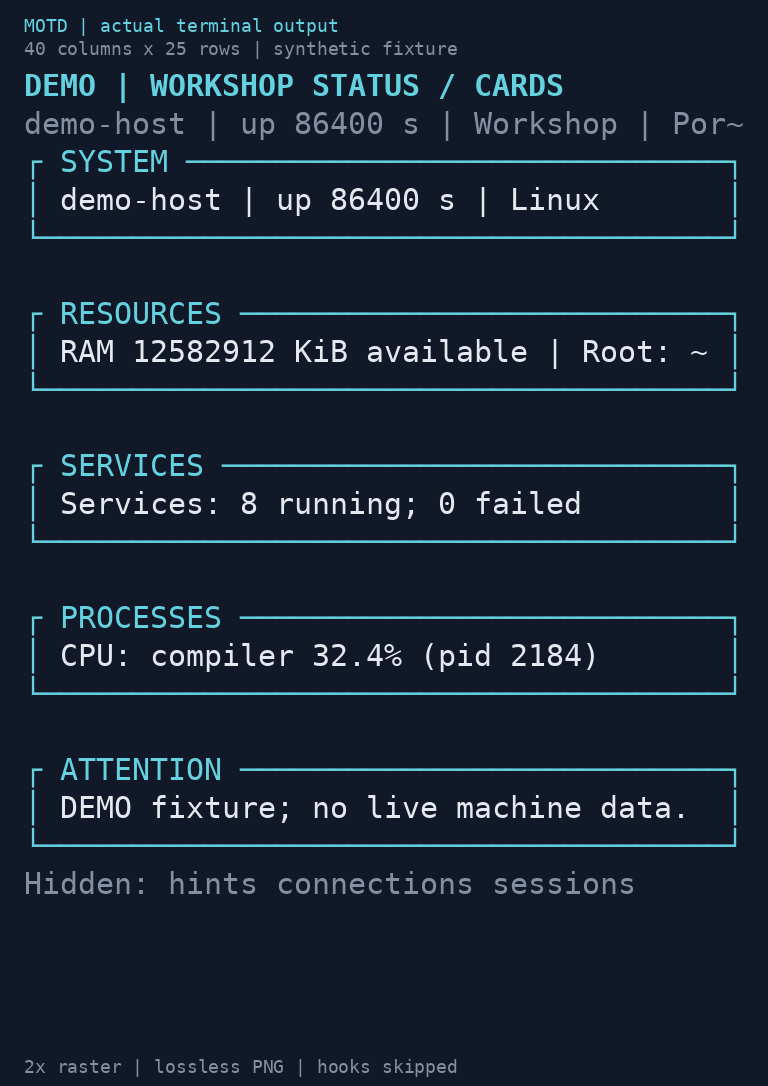 MOTD | actual terminal output
40 columns x 25 rows | synthetic fixture
DEMO | WORKSHOP STATUS / CARDS
demo-host | up 86400 s | Workshop | Por~
SYSTEM
demo-host | up 86400 s | Linux
RESOURCES
RAM 12582912 KiB available | Root: ~
SERVICES
Services: 8 running; 0 failed
PROCESSES
CPU: compiler 32.4% (pid 2184)
ATTENTION
DEMO fixture; no live machine data.
Hidden: hints connections sessions
2x raster | lossless PNG | hooks skipped